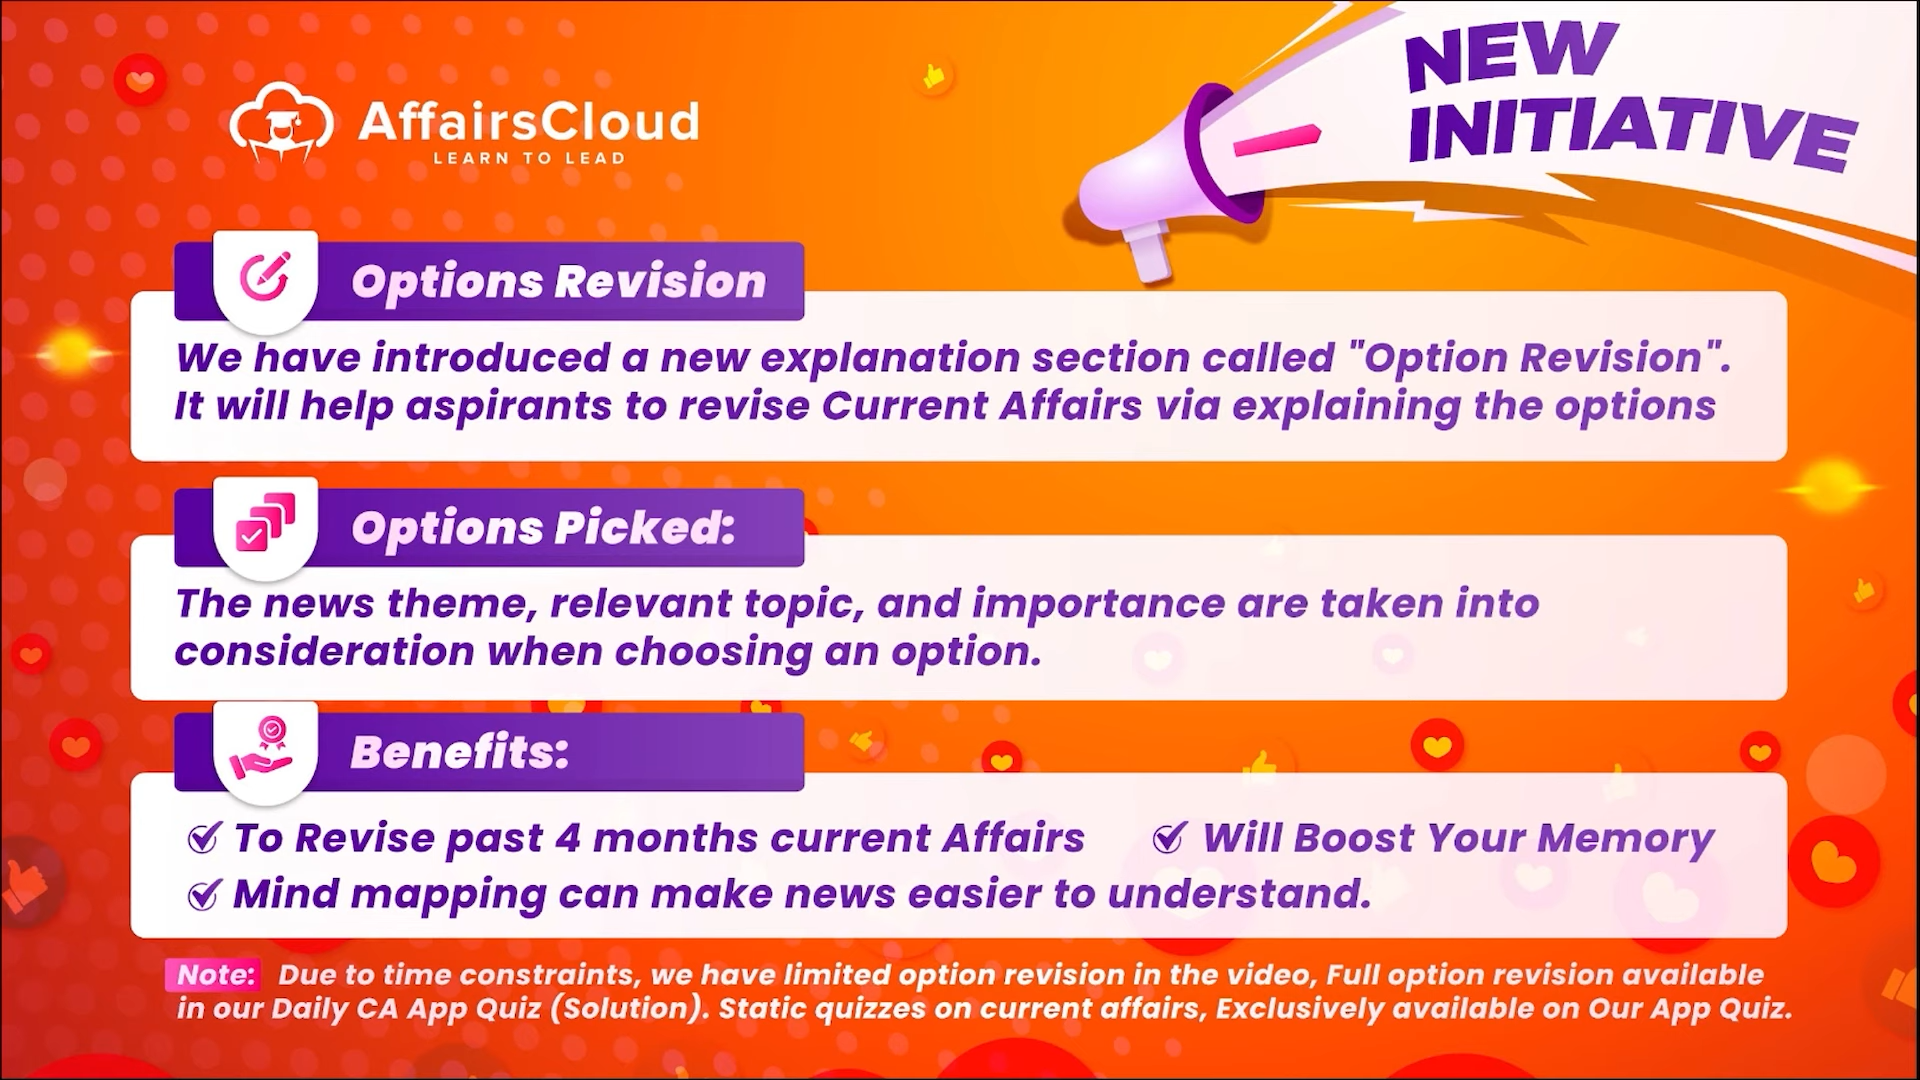 AffairsCloud
LEARN TO LEAD
NEW
INITIATIVE
Options Revision
We have introduced a new explanation section called "Option Revision".
It will help aspirants to revise Current Affairs via explaining the options
Options Picked:
The news theme, relevant topic, and importance are taken into
consideration when choosing an option.
Benefits:
To Revise past 4 months current Affairs
Will Boost Your Memory
Mind mapping can make news easier to understand.
Note: Due to time constraints, we have limited option revision in the video, Full option revision available
in our Daily CA App Quiz (Solution). Static quizzes on current affairs, Exclusively available on Our App Quiz.